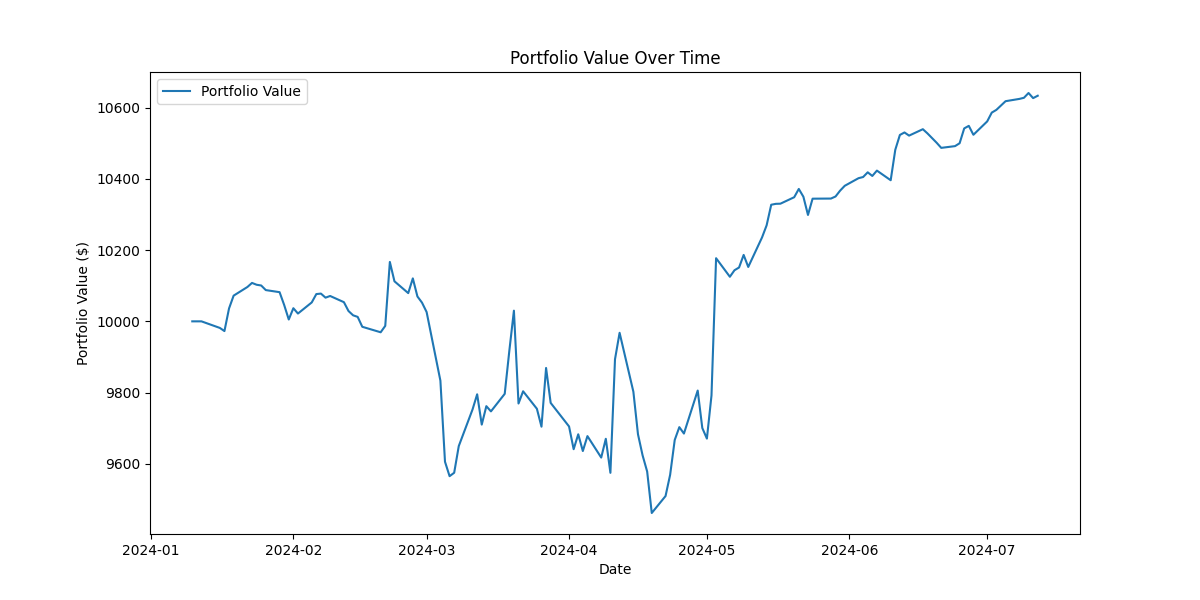 Portfolio Value Over Time
Portfolio Value
10600
10400
10200
10000
9800
9600
Portfolio Value ($)
2024-01 2024-02 2024-03 2024-04 2024-05 2024-06 2024-07
Date